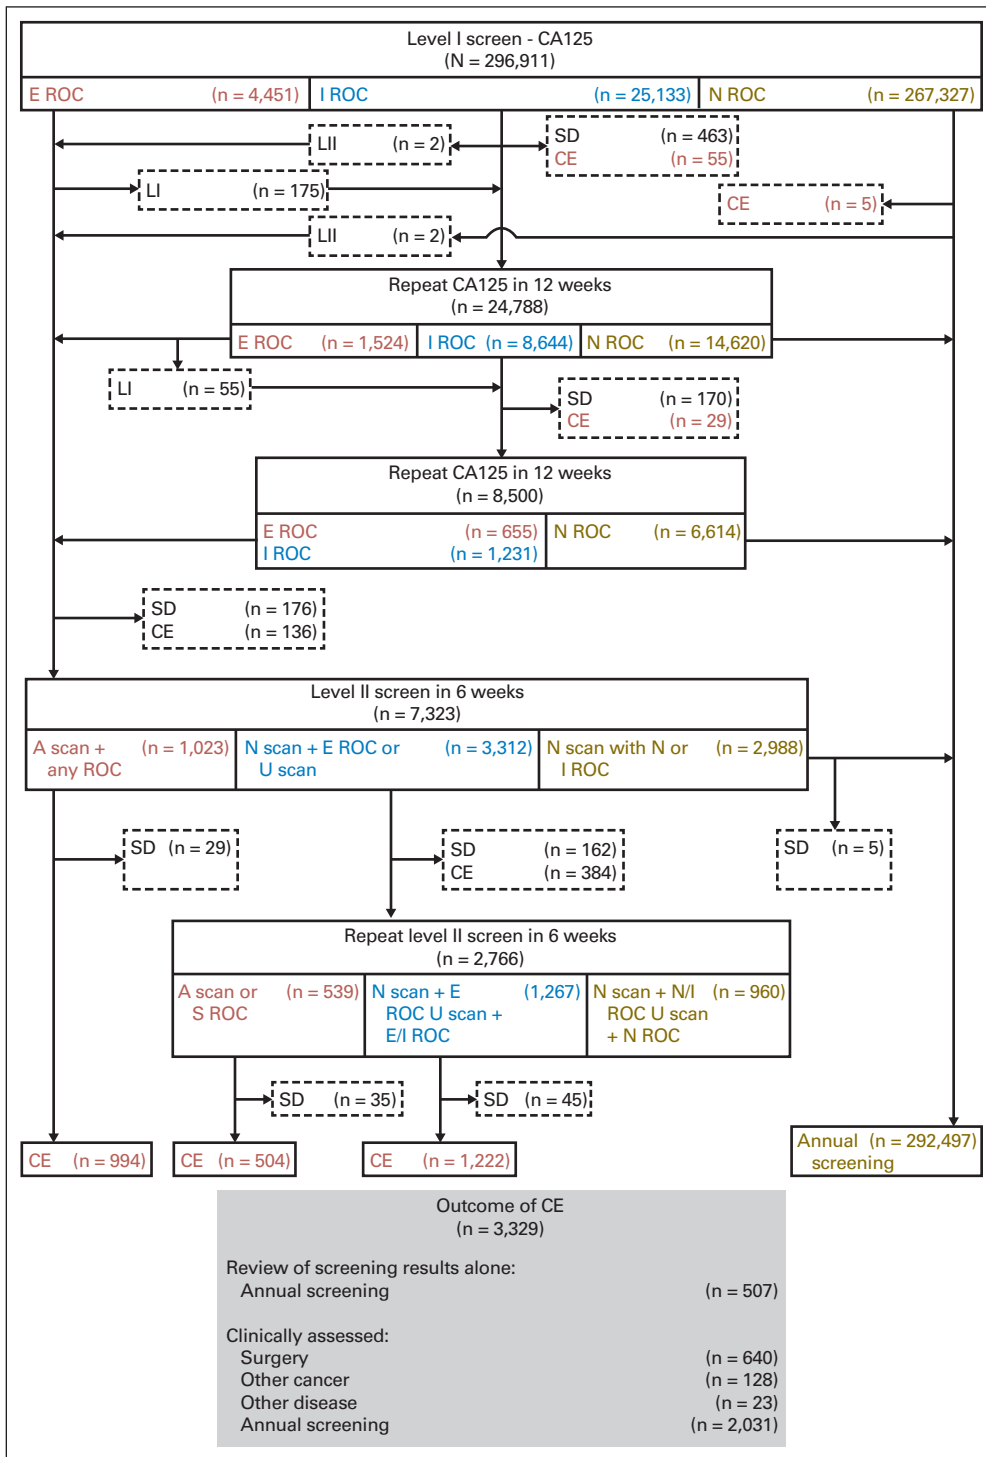 Level I screen - CA125
(N = 296,911)
E ROC (n = 4,451) I ROC (n = 25,133) N ROC (n = 267,327)
LII (n = 2)
SD (n = 463)
CE (n = 55)
LI (n = 175)
CE (n = 5)
LII (n = 2)
Repeat CA125 in 12 weeks
(n = 24,788)
E ROC (n = 1,524) I ROC (n = 8,644) N ROC (n = 14,620)
LI (n = 55)
SD (n = 170)
CE (n = 29)
Repeat CA125 in 12 weeks
(n = 8,500)
E ROC (n = 655) N ROC (n = 6,614)
I ROC (n = 1,231)
SD (n = 176)
CE (n = 136)
Level II screen in 6 weeks
(n = 7,323)
A scan + (n = 1,023)
any ROC
N scan + E ROC or (n = 3,312)
U scan
N scan with N or (n = 2,988)
I ROC
SD (n = 29)
SD (n = 162)
CE (n = 384)
SD (n = 5)
Repeat level II screen in 6 weeks
(n = 2,766)
A scan or (n = 539)
S ROC
N scan + E (1,267)
ROC U scan +
E/I ROC
N scan + N/I (n = 960)
ROC U scan
+ N ROC
SD (n = 35)
SD (n = 45)
CE (n = 994)
CE (n = 504)
CE (n = 1,222)
Annual (n = 292,497)
screening
Outcome of CE
(n = 3,329)
Review of screening results alone:
Annual screening (n = 507)
Clinically assessed:
Surgery (n = 640)
Other cancer (n = 128)
Other disease (n = 23)
Annual screening (n = 2,031)